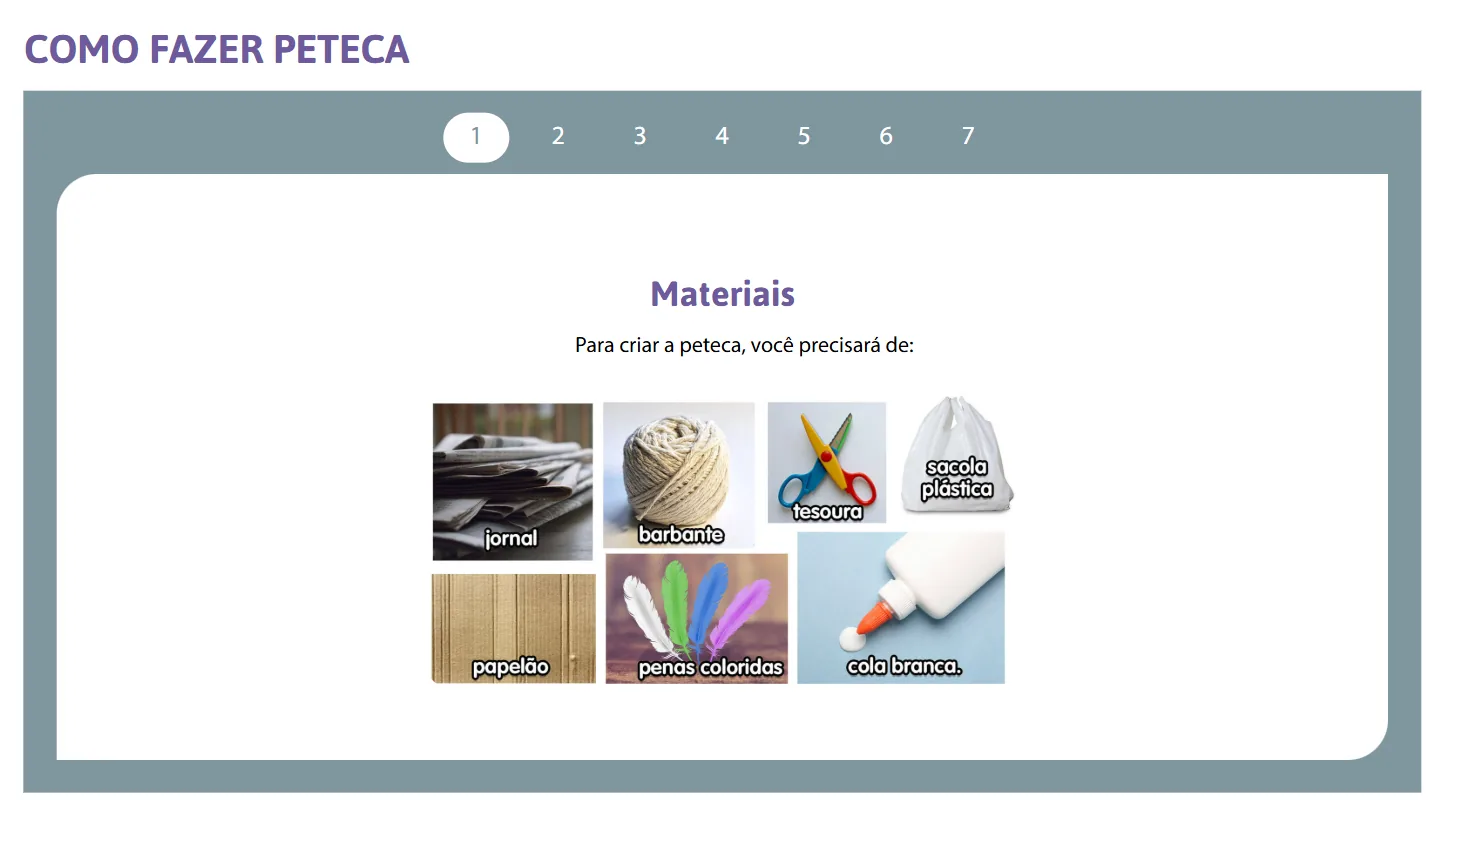 COMO FAZER PETECA
1 2 3 4 5 6 7
Materiais
Para criar a peteca, você precisará de:
jornal
barbante
tesoura
sacola
plástica
papelão
penas coloridas
cola branca.